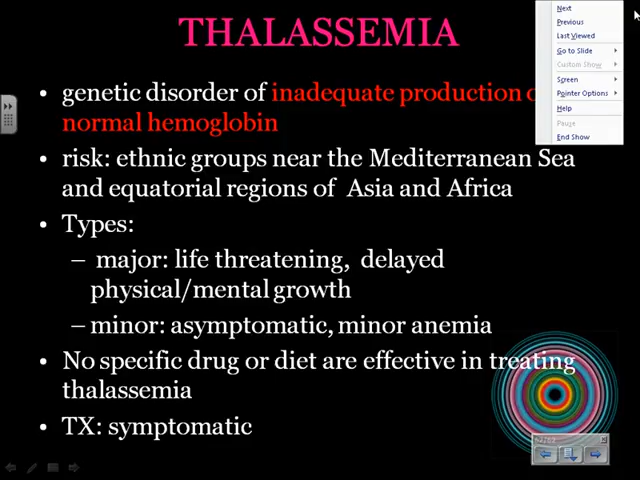 THALASSEMIA
• genetic disorder of inadequate production o
normal hemoglobin
• risk: ethnic groups near the Mediterranean Sea
and equatorial regions of Asia and Africa
• Types:
– major: life threatening, delayed
physical/mental growth
– minor: asymptomatic, minor anemia
• No specific drug or diet are effective in treating
thalassemia
• TX: symptomatic
Next
Previous
Last Viewed
Go to Slide
Custom Show
Screen
Pointer Options
Help
Pause
End Show